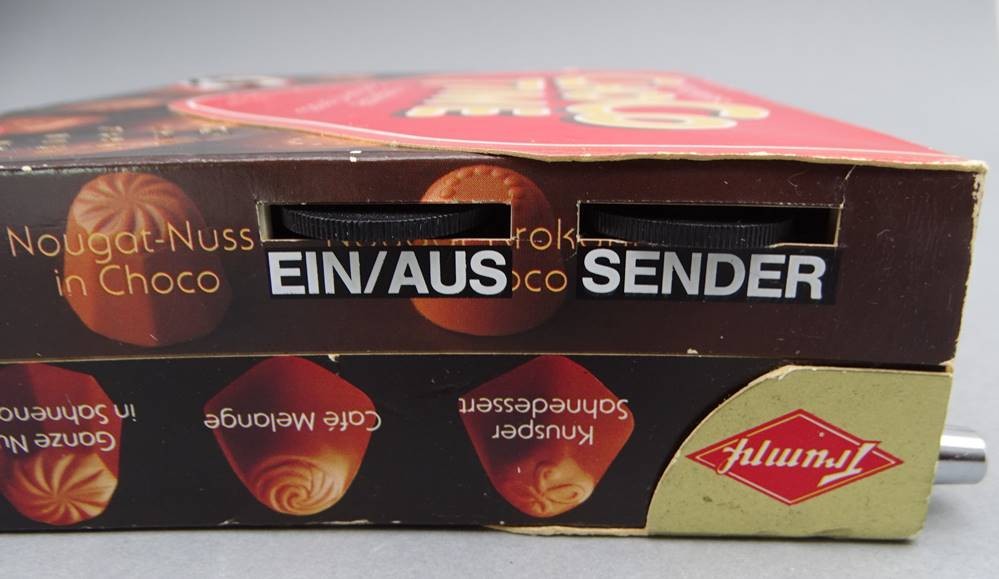 Nougat-Nuss
in Choco
EIN/AUS
SENDER
Ganze Nu
in Sahneno
Café Melange
Knusper
Sahnedessert
Trumpf